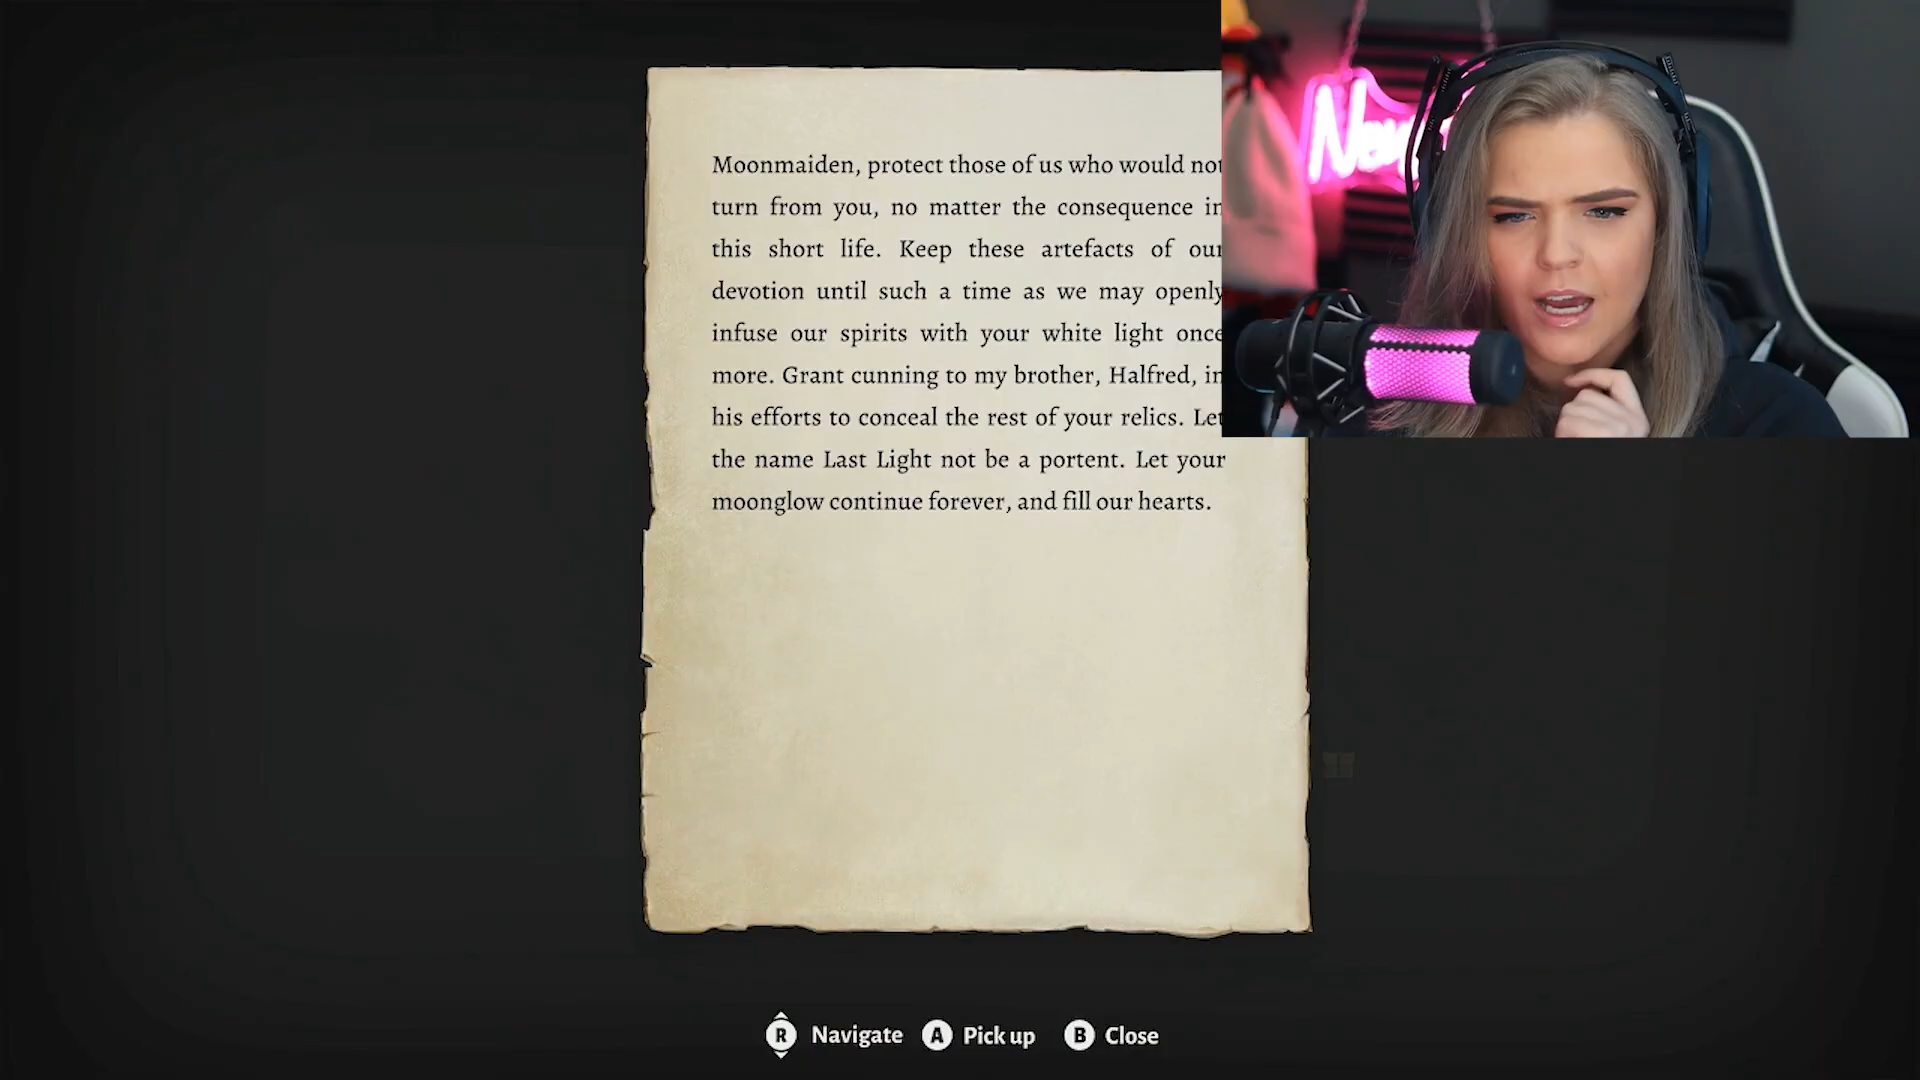 Moonmaiden, protect those of us who would not
turn from you, no matter the consequence in
this short life. Keep these artefacts of our
devotion until such a time as we may openly
infuse our spirits with your white light once
more. Grant cunning to my brother, Halfred, in
his efforts to conceal the rest of your relics. Let
the name Last Light not be a portent. Let your
moonglow continue forever, and fill our hearts.
R Navigate A Pick up B Close